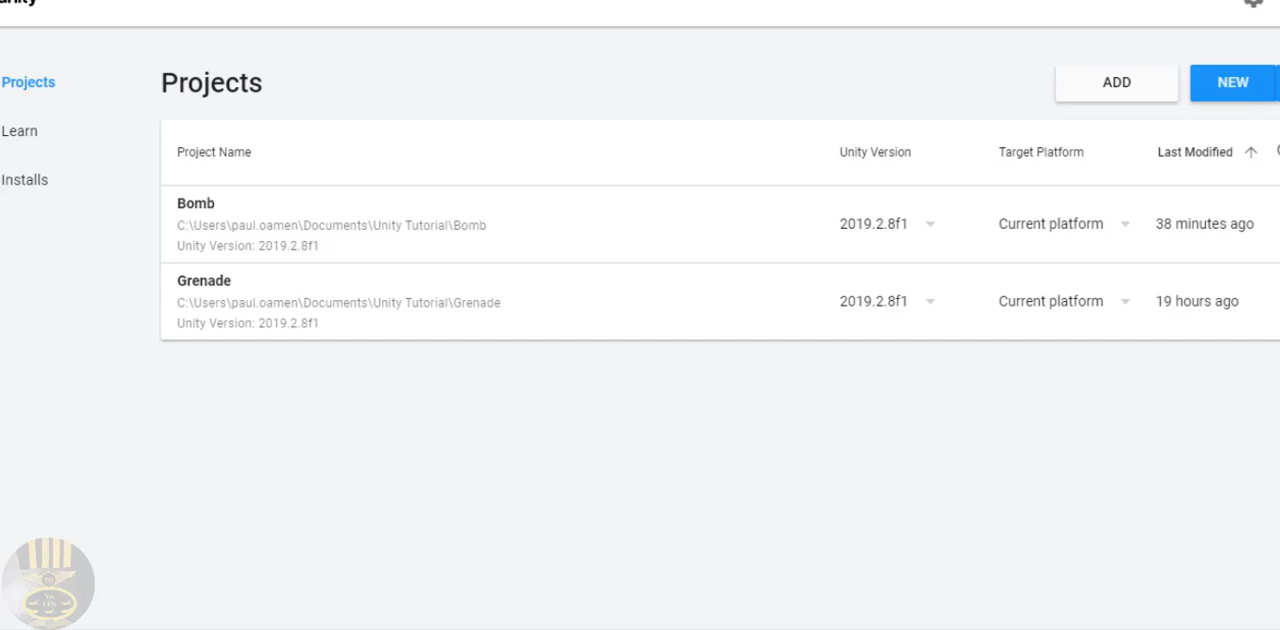 Projects
Learn
Installs
Projects
ADD
NEW
Project Name
Unity Version
Target Platform
Last Modified
Bomb
C:\Users\paul.oamen\Documents\Unity Tutorial\Bomb
Unity Version: 2019.2.8f1
2019.2.8f1
Current platform
38 minutes ago
Grenade
C:\Users\paul.oamen\Documents\Unity Tutorial\Grenade
Unity Version: 2019.2.8f1
2019.2.8f1
Current platform
19 hours ago